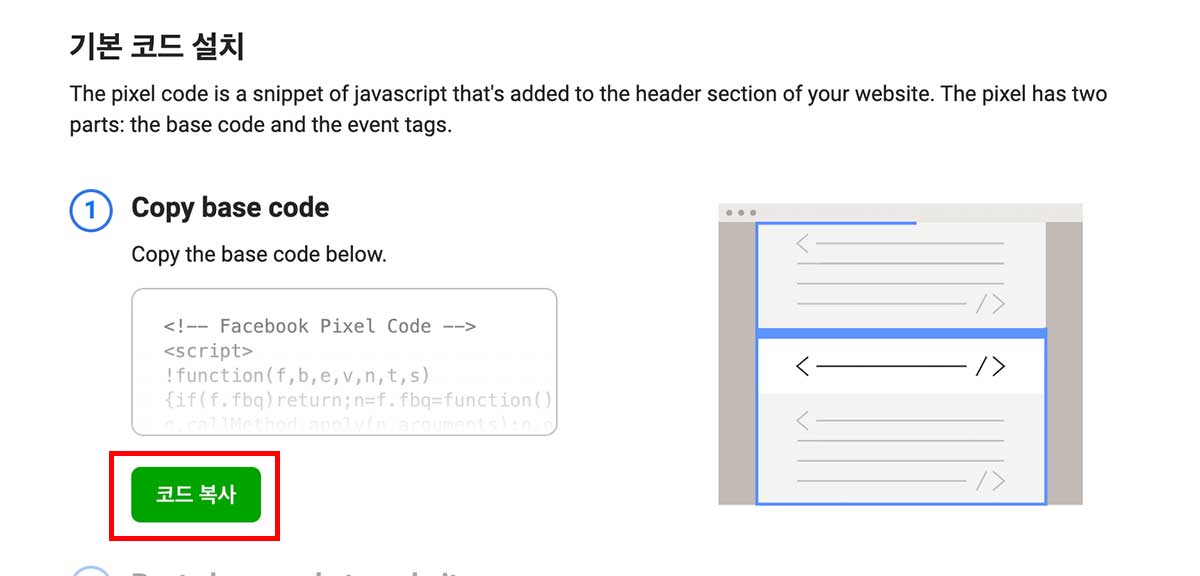 기본 코드 설치
The pixel code is a snippet of javascript that's added to the header section of your website. The pixel has two
parts: the base code and the event tags.
1 Copy base code
Copy the base code below.
<!-- Facebook Pixel Code -->
<script>
!function(f,b,e,v,n,t,s)
{if(f.fbq)return;n=f.fbq=function()
코드 복사